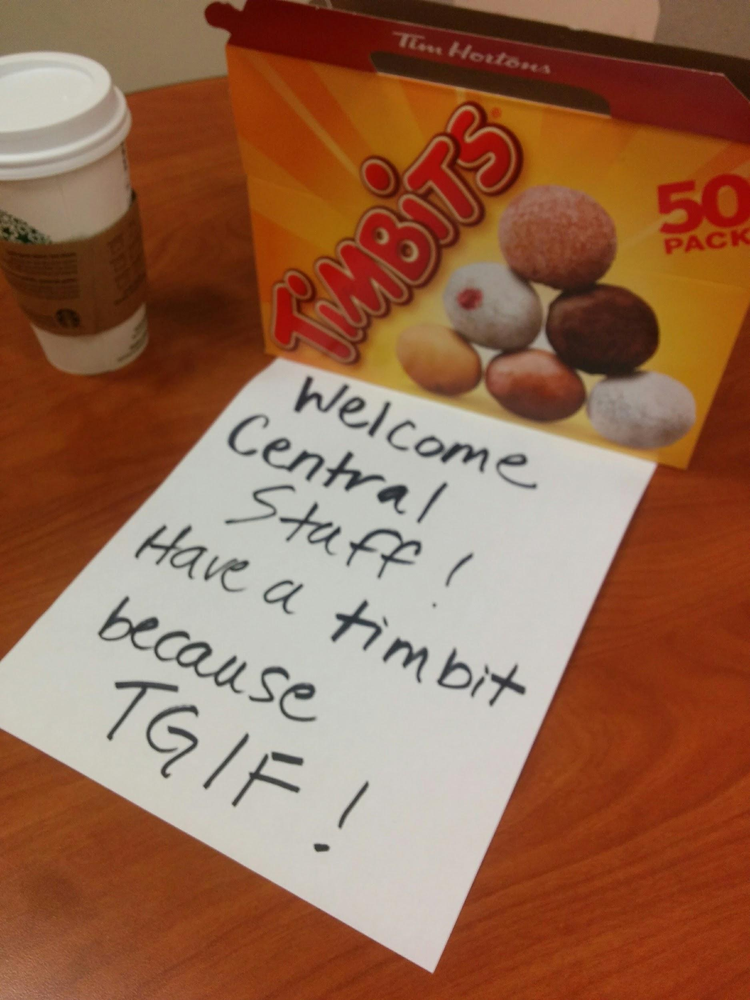 Tim Hortons
TIMBITS®
50
PACK
Welcome
Central
Staff!
Have a timbit
because
TGIF!